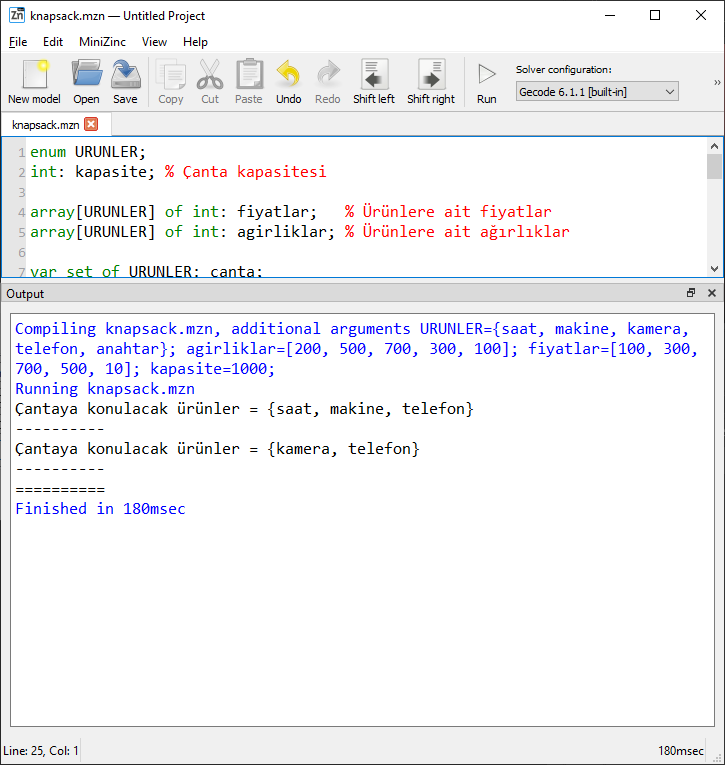 knapsack.mzn — Untitled Project
File Edit MiniZinc View Help
New model Open Save Copy Cut Paste Undo Redo Shift left Shift right Run
Solver configuration:
Gecode 6.1.1 [built-in]
knapsack.mzn
1 enum URUNLER;
2 int: kapasite; % Çanta kapasitesi
3
4 array[URUNLER] of int: fiyatlar; % Ürünlere ait fiyatlar
5 array[URUNLER] of int: agirliklar; % Ürünlere ait ağırlıklar
6
7 var set of URUNLER: canta;
Output
Compiling knapsack.mzn, additional arguments URUNLER={saat, makine, kamera,
telefon, anahtar}; agirliklar=[200, 500, 700, 300, 100]; fiyatlar=[100, 300,
700, 500, 10]; kapasite=1000;
Running knapsack.mzn
Çantaya konulacak ürünler = {saat, makine, telefon}
----------
Çantaya konulacak ürünler = {kamera, telefon}
----------
==========
Finished in 180msec
Line: 25, Col: 1
180msec